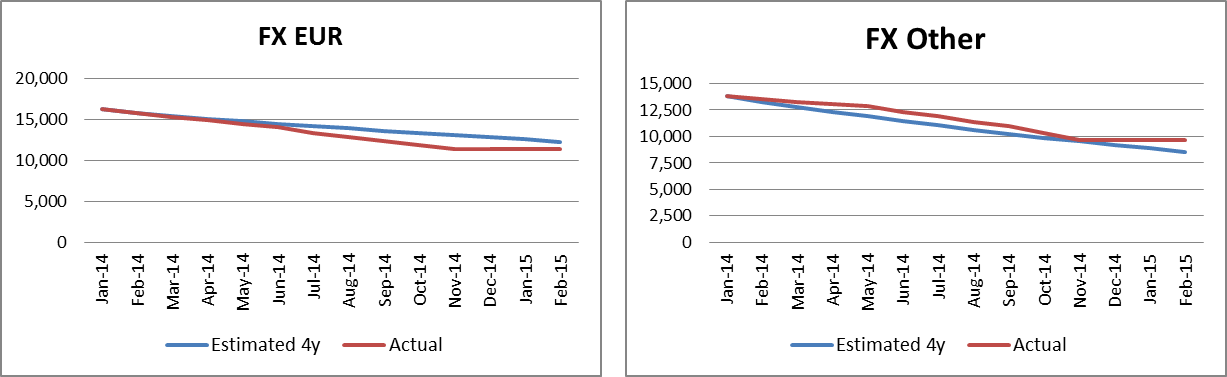 FX EUR
20,000
15,000
10,000
5,000
0
Jan-14
Feb-14
Mar-14
Apr-14
May-14
Jun-14
Jul-14
Aug-14
Sep-14
Oct-14
Nov-14
Dec-14
Jan-15
Feb-15
Estimated 4y
Actual
FX Other
15,000
12,500
10,000
7,500
5,000
2,500
0
Jan-14
Feb-14
Mar-14
Apr-14
May-14
Jun-14
Jul-14
Aug-14
Sep-14
Oct-14
Nov-14
Dec-14
Jan-15
Feb-15
Estimated 4y
Actual